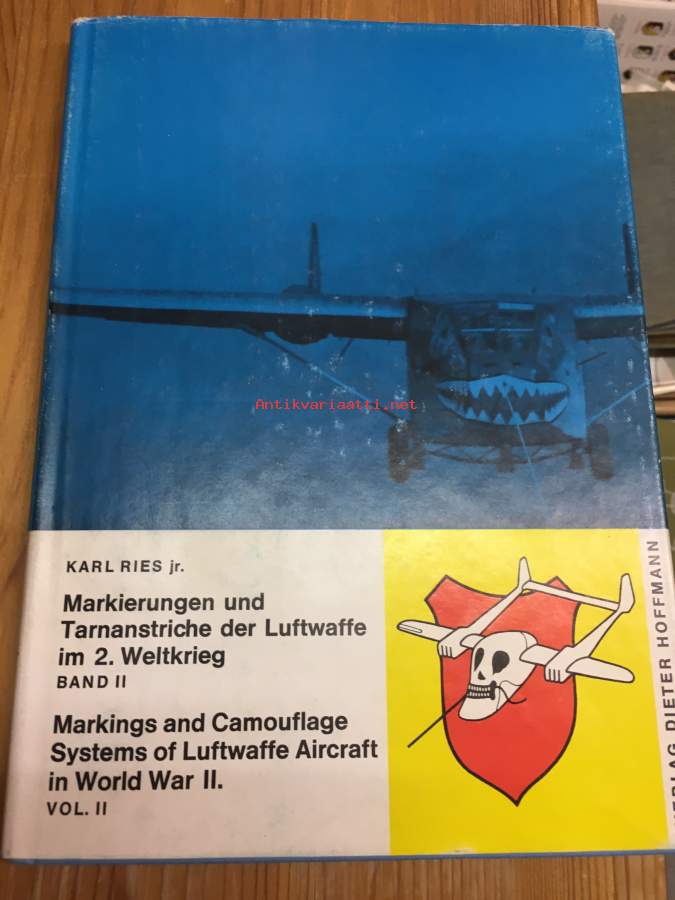 Antikvariaatti.net
KARL RIES jr.
Markierungen und
Tarnanstriche der Luftwaffe
im 2. Weltkrieg
BAND II
Markings and Camouflage
Systems of Luftwaffe Aircraft
in World War II.
VOL. II
VERLAG DIETER HOFFMANN